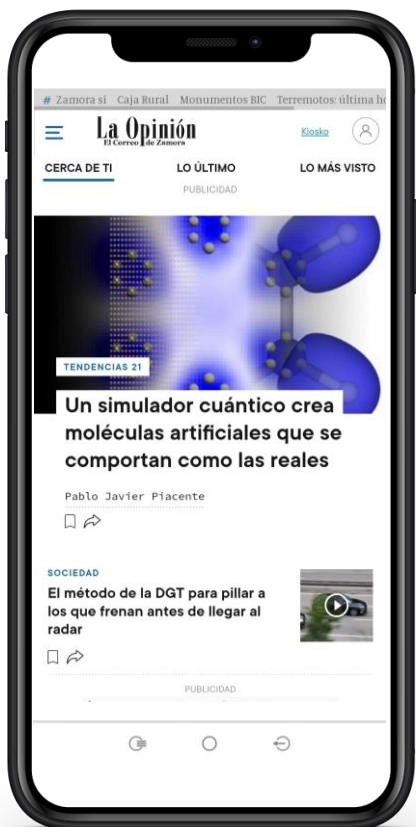 # Zamora sí Caja Rural Monumentos BIC Terremotos: última h
La Opinión
El Correo de Zamora
Kiosko
CERCA DE TI LO ÚLTIMO LO MÁS VISTO
PUBLICIDAD
TENDENCIAS 21
Un simulador cuántico crea
moléculas artificiales que se
comportan como las reales
Pablo Javier Piacente
SOCIEDAD
El método de la DGT para pillar a
los que frenan antes de llegar al
radar
PUBLICIDAD